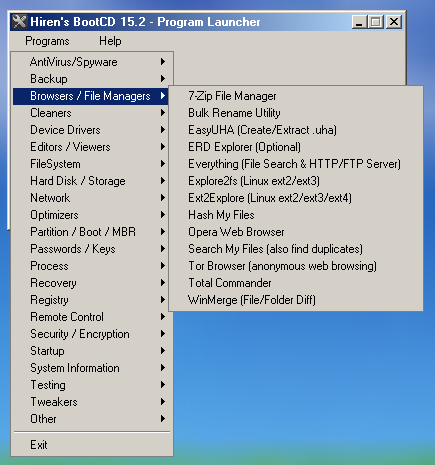 Hiren's BootCD 15.2 - Program Launcher
Programs Help
AntiVirus/Spyware
Backup
Browsers / File Managers
Cleaners
Device Drivers
Editors / Viewers
FileSystem
Hard Disk / Storage
Network
Optimizers
Partition / Boot / MBR
Passwords / Keys
Process
Recovery
Registry
Remote Control
Security / Encryption
Startup
System Information
Testing
Tweakers
Other
Exit
7-Zip File Manager
Bulk Rename Utility
EasyUHA (Create/Extract .uha)
ERD Explorer (Optional)
Everything (File Search & HTTP/FTP Server)
Explore2fs (Linux ext2/ext3)
Ext2Explore (Linux ext2/ext3/ext4)
Hash My Files
Opera Web Browser
Search My Files (also find duplicates)
Tor Browser (anonymous web browsing)
Total Commander
WinMerge (File/Folder Diff)